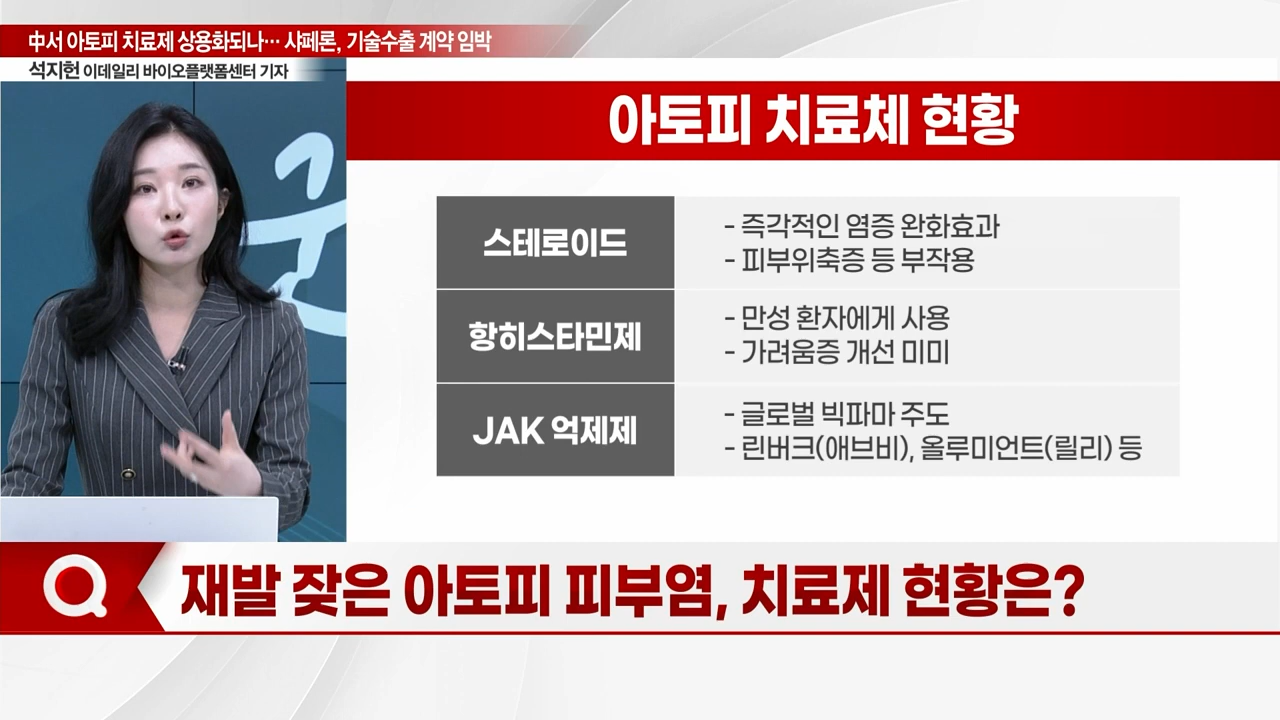 中서 아토피 치료제 상용화되나… 샤페론, 기술수출 계약 임박
석지헌 이데일리 바이오플랫폼센터 기자
아토피 치료체 현황
스테로이드
- 즉각적인 염증 완화효과
- 피부위축증 등 부작용
항히스타민제
- 만성 환자에게 사용
- 가려움증 개선 미미
JAK 억제제
- 글로벌 빅파마 주도
- 린버크(애브비), 올루미언트(릴리) 등
재발 잦은 아토피 피부염, 치료제 현황은?